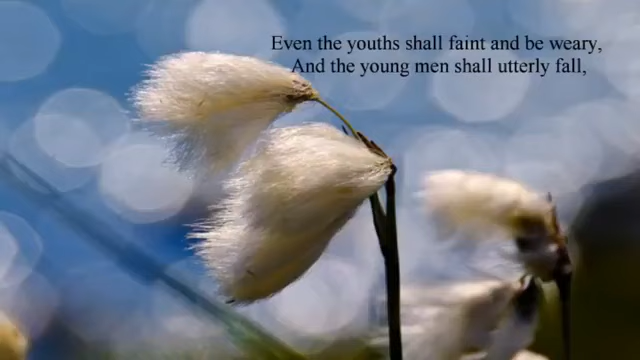 Even the youths shall faint and be weary,
And the young men shall utterly fall,